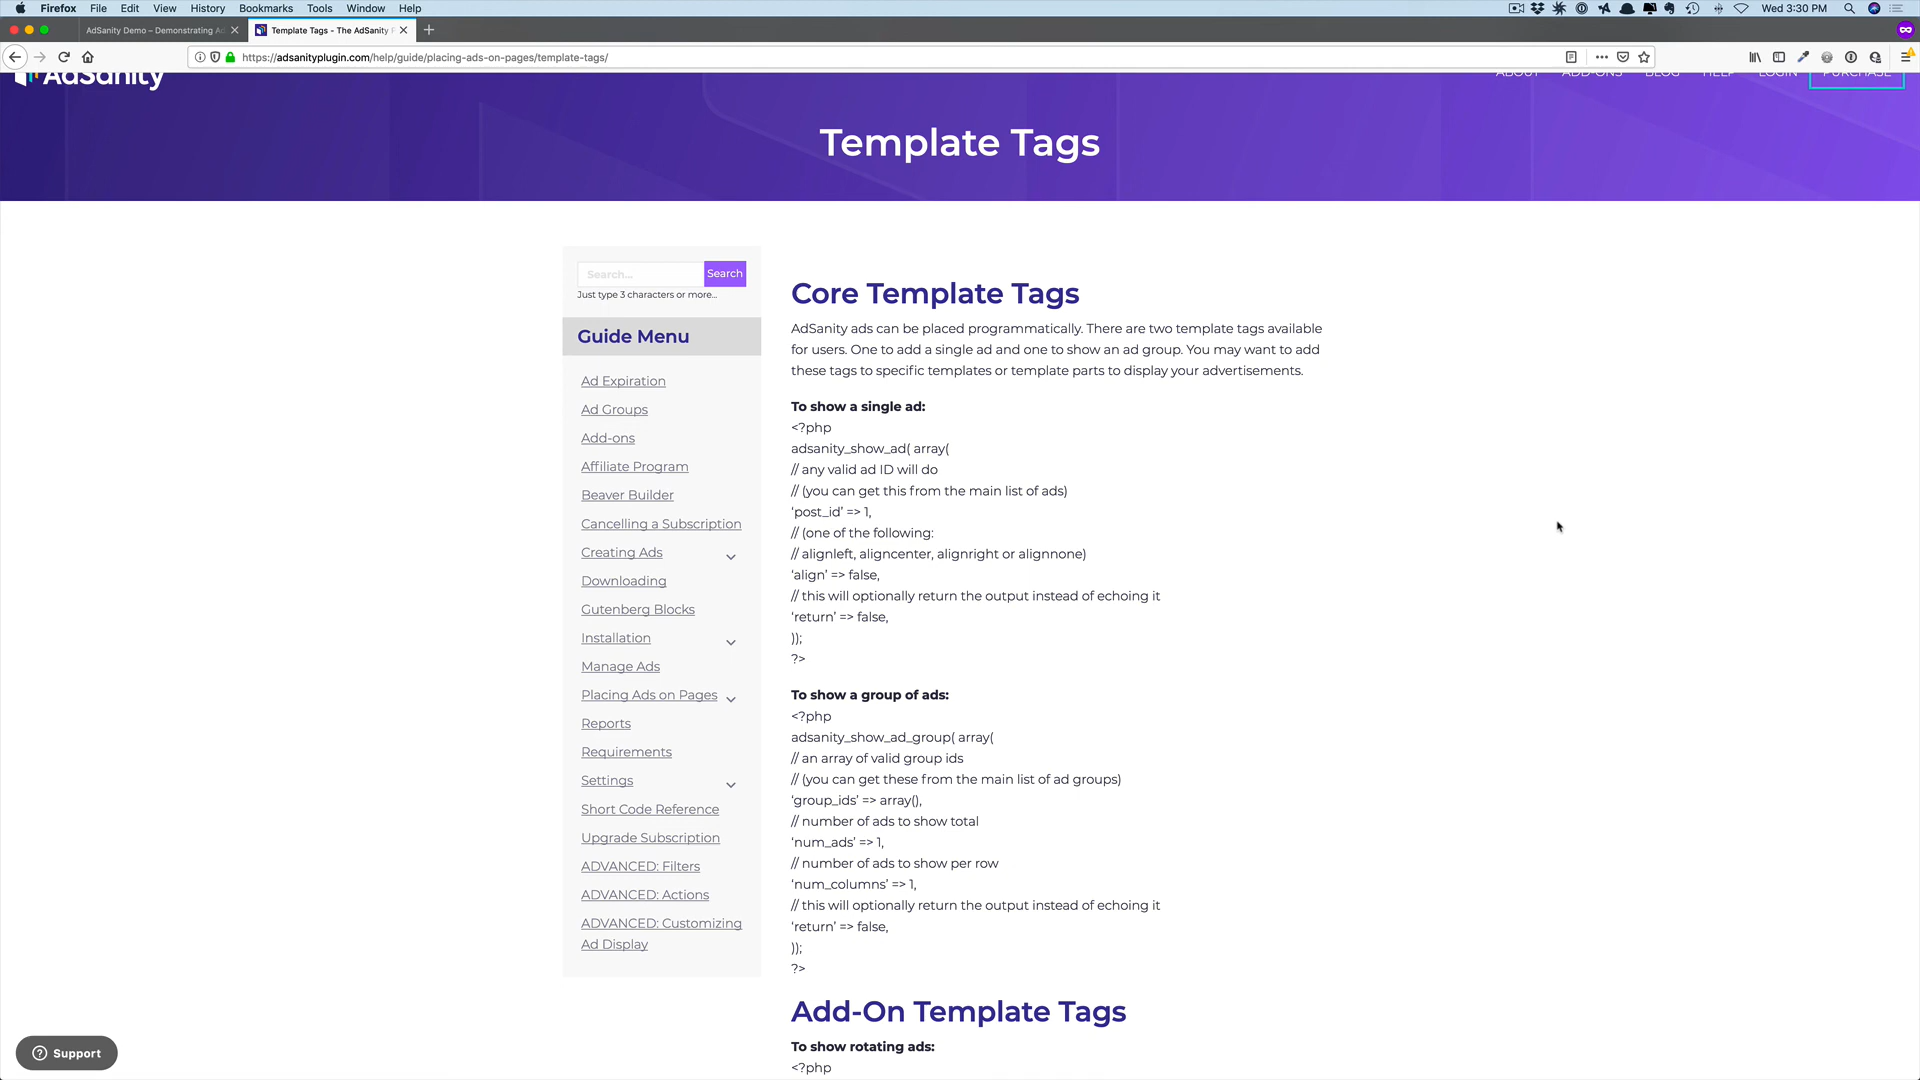 Firefox File Edit View History Bookmarks Tools Window Help Wed 3:30 PM
AdSanity Demo – Demonstrating Ad
Template Tags - The AdSanity P
https://adsanityplugin.com/help/guide/placing-ads-on-pages/template-tags/
AdSanity
ABOUT ADD-ONS BLOG HELP LOGIN PURCHASE
Template Tags
Search...
Search
Just type 3 characters or more...
Guide Menu
Ad Expiration
Ad Groups
Add-ons
Affiliate Program
Beaver Builder
Cancelling a Subscription
Creating Ads
Downloading
Gutenberg Blocks
Installation
Manage Ads
Placing Ads on Pages
Reports
Requirements
Settings
Short Code Reference
Upgrade Subscription
ADVANCED: Filters
ADVANCED: Actions
ADVANCED: Customizing
Ad Display
Core Template Tags
AdSanity ads can be placed programmatically. There are two template tags available
for users. One to add a single ad and one to show an ad group. You may want to add
these tags to specific templates or template parts to display your advertisements.
To show a single ad:
<?php
adsanity_show_ad( array(
// any valid ad ID will do
// (you can get this from the main list of ads)
‘post_id’ => 1,
// (one of the following:
// alignleft, aligncenter, alignright or alignnone)
‘align’ => false,
// this will optionally return the output instead of echoing it
‘return’ => false,
));
?>
To show a group of ads:
<?php
adsanity_show_ad_group( array(
// an array of valid group ids
// (you can get these from the main list of ad groups)
‘group_ids’ => array(),
// number of ads to show total
‘num_ads’ => 1,
// number of ads to show per row
‘num_columns’ => 1,
// this will optionally return the output instead of echoing it
‘return’ => false,
));
?>
Add-On Template Tags
To show rotating ads:
<?php
Support